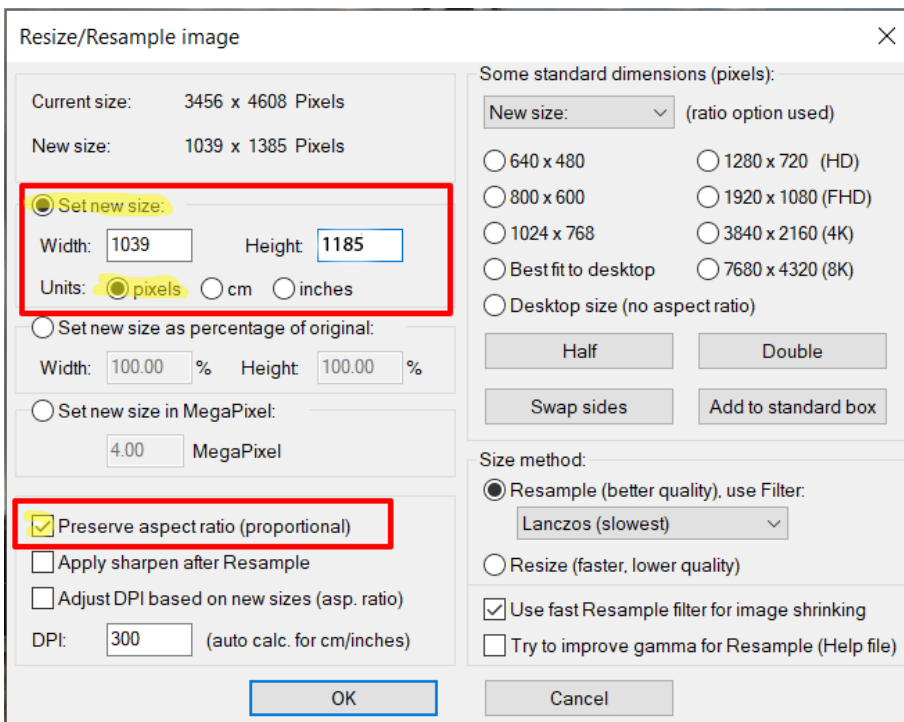 Resize/Resample image
Current size: 3456 x 4608 Pixels
New size: 1039 x 1385 Pixels
Set new size:
Width: 1039 Height: 1185
Units: pixels cm inches
Set new size as percentage of original:
Width: 100.00 % Height: 100.00 %
Set new size in MegaPixel:
4.00 MegaPixel
Preserve aspect ratio (proportional)
Apply sharpen after Resample
Adjust DPI based on new sizes (asp. ratio)
DPI: 300 (auto calc. for cm/inches)
Some standard dimensions (pixels):
New size: (ratio option used)
640 x 480 1280 x 720 (HD)
800 x 600 1920 x 1080 (FHD)
1024 x 768 3840 x 2160 (4K)
Best fit to desktop 7680 x 4320 (8K)
Desktop size (no aspect ratio)
Half Double
Swap sides Add to standard box
Size method:
Resample (better quality), use Filter:
Lanczos (slowest)
Resize (faster, lower quality)
Use fast Resample filter for image shrinking
Try to improve gamma for Resample (Help file)
OK Cancel